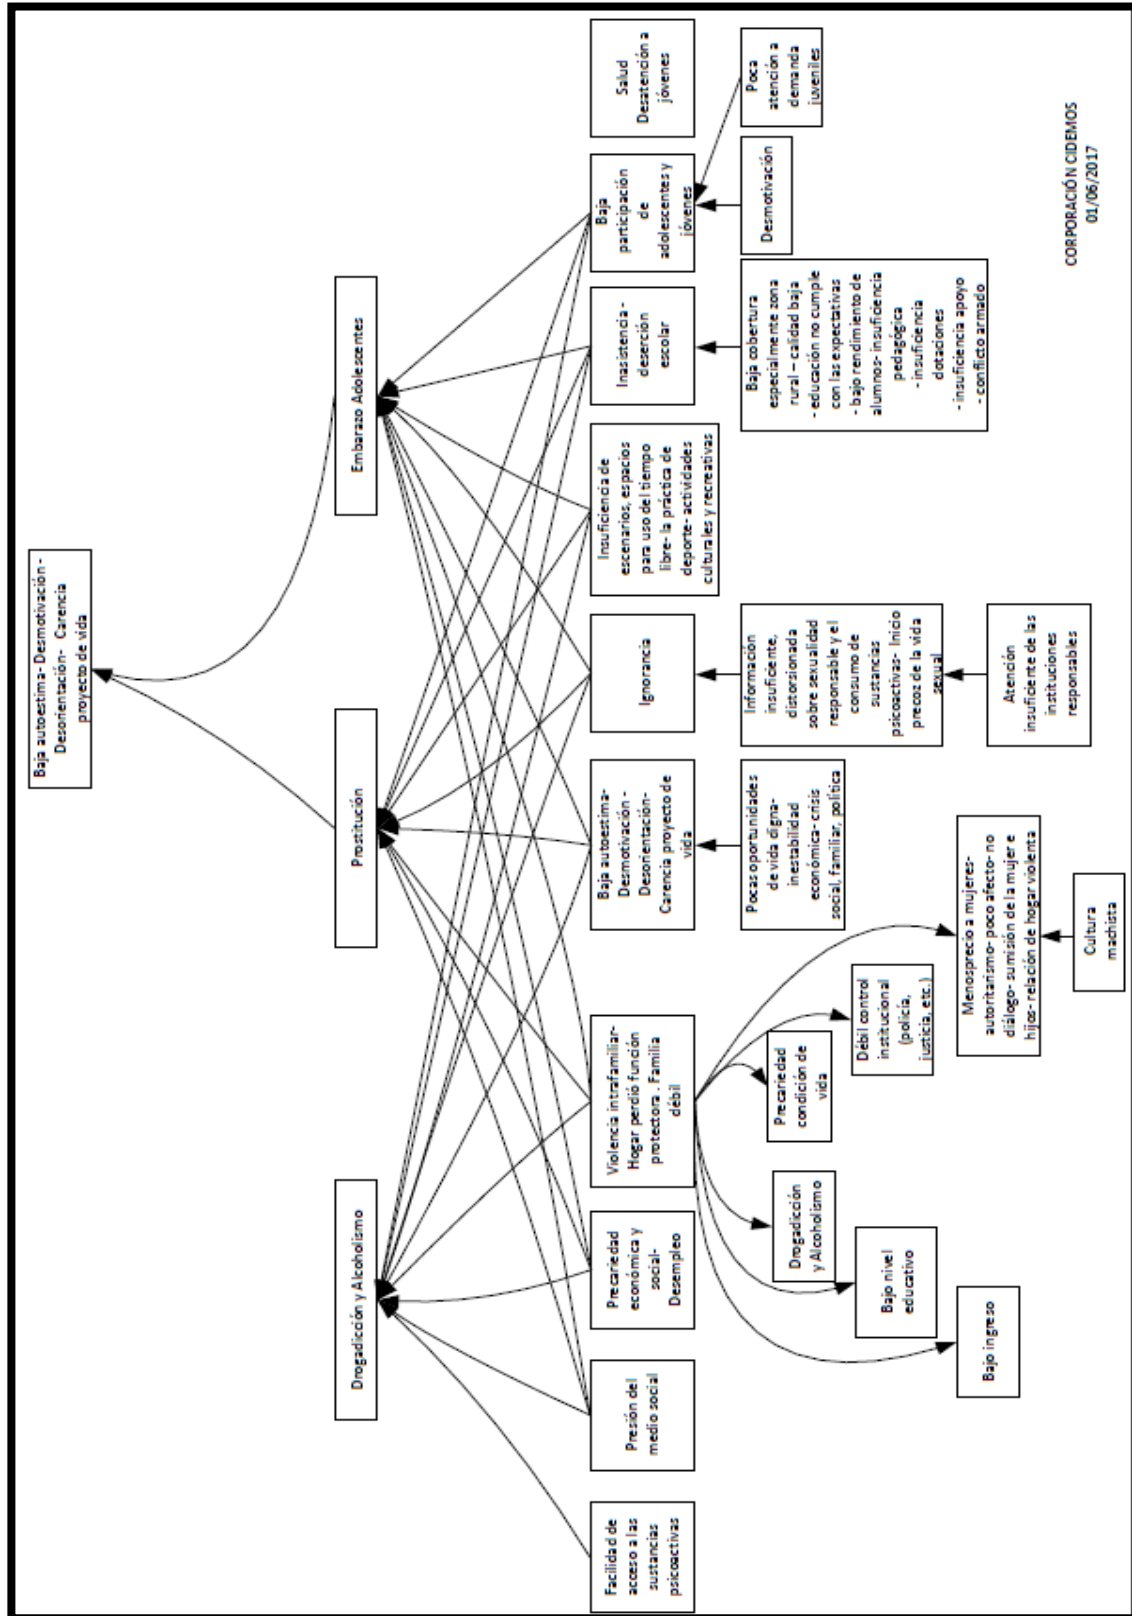 Baja autoestima- Desmotivación -
Desorientación- Carencia
proyecto de vida
Drogadicción y Alcoholismo
Prostitución
Embarazo Adolescentes
Facilidad de
acceso a las
sustancias
psicoactivas
Presión del
medio social
Precariedad
económica y
social-
Desempleo
Violencia intrafamiliar-
Hogar perdió función
protectora . Familia
débil
Baja autoestima-
Desmotivación -
Desorientación-
Carencia proyecto de
vida
Ignorancia
Insuficiencia de
escenarios, espacios
para uso del tiempo
libre- la práctica de
deporte- actividades
culturales y recreativas
Inasistencia -
deserción
escolar
Baja
participación
de
adolescentes y
jóvenes
Salud
Desatención a
jóvenes
Bajo ingreso
Bajo nivel
educativo
Drogadicción
y Alcoholismo
Precariedad
condición de
vida
Débil control
institucional
(policía,
justicia, etc.)
Menosprecio a mujeres-
autoritarismo- poco afecto- no
diálogo- sumisión de la mujer e
hijos- relación de hogar violenta
Cultura
machista
Pocas oportunidades
de vida digna-
inestabilidad
económica- crisis
social, familiar, política
Información
insuficiente,
distorsionada
sobre sexualidad
responsable y el
consumo de
sustancias
psicoactivas- Inicio
precoz de la vida
sexual
Atención
insuficiente de las
instituciones
responsables
Baja cobertura
especialmente zona
rural – calidad baja
- educación no cumple
con las expectativas
- bajo rendimiento de
alumnos- insuficiencia
pedagógica
- insuficiencia
dotaciones
- insuficiencia apoyo
- conflicto armado
Desmotivación
Poca
atención a
demanda
juveniles
CORPORACIÓN CIDEMOS
01/06/2017